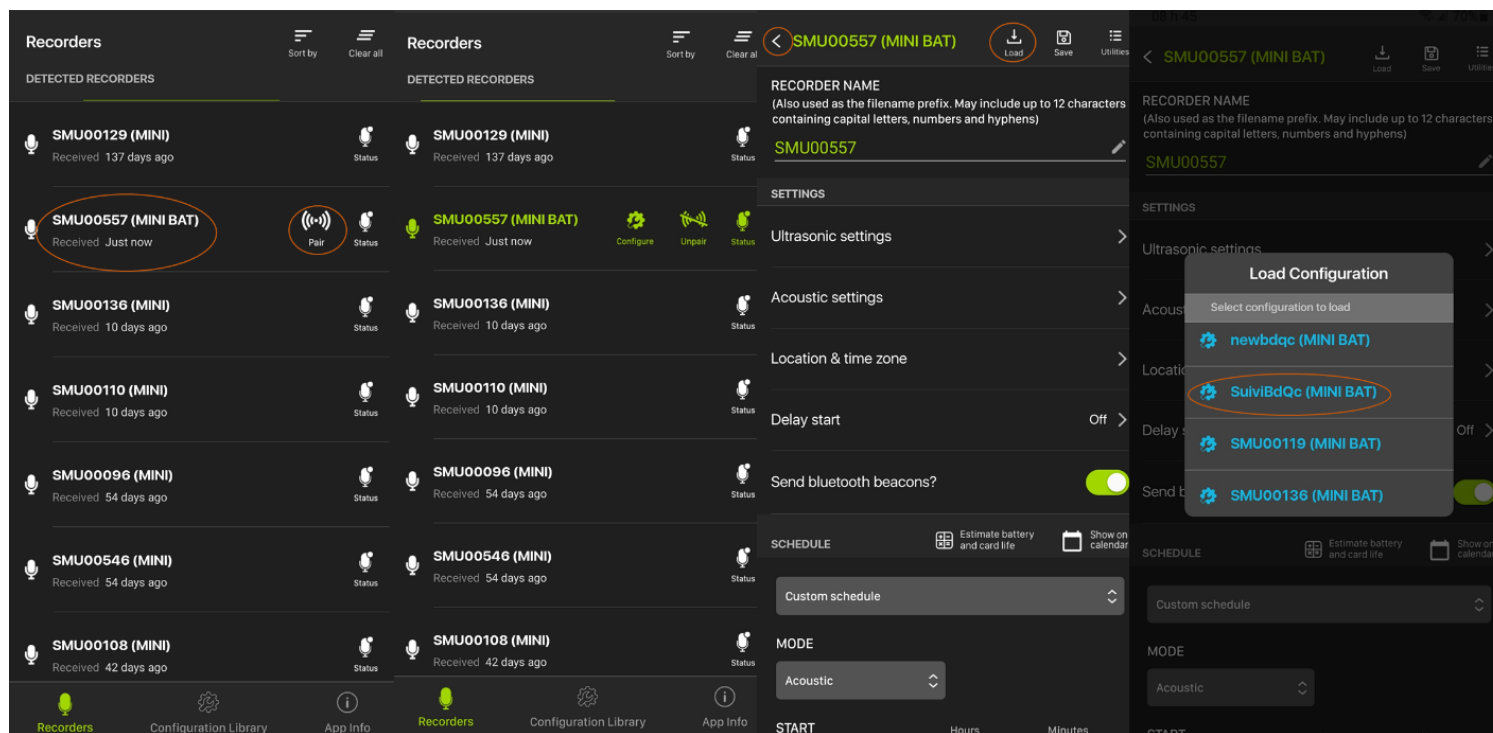 Recorders
Sort by
Clear all
DETECTED RECORDERS
SMU00129 (MINI)
Received 137 days ago
Status
SMU00557 (MINI BAT)
Received Just now
Pair
Status
SMU00136 (MINI)
Received 10 days ago
Status
SMU00110 (MINI)
Received 10 days ago
Status
SMU00096 (MINI)
Received 54 days ago
Status
SMU00546 (MINI)
Received 54 days ago
Status
SMU00108 (MINI)
Received 42 days ago
Status
Recorders
Configuration Library
App Info
Recorders
Sort by
Clear al
DETECTED RECORDERS
SMU00129 (MINI)
Received 137 days ago
Status
SMU00557 (MINI BAT)
Received Just now
Configure
Unpair
Status
SMU00136 (MINI)
Received 10 days ago
Status
SMU00110 (MINI)
Received 10 days ago
Status
SMU00096 (MINI)
Received 54 days ago
Status
SMU00546 (MINI)
Received 54 days ago
Status
SMU00108 (MINI)
Received 42 days ago
Status
Recorders
Configuration Library
App Info
SMU00557 (MINI BAT)
Load
Save
Utilities
RECORDER NAME
(Also used as the filename prefix. May include up to 12 characters
containing capital letters, numbers and hyphens)
SMU00557
SETTINGS
Ultrasonic settings
Acoustic settings
Location & time zone
Delay start
Off
Send bluetooth beacons?
SCHEDULE
Estimate battery
and card life
Show on
calendar
Custom schedule
MODE
Acoustic
START
Hours
Minutes
08 h 45
70%
SMU00557 (MINI BAT)
Load
Save
Utilitie
RECORDER NAME
(Also used as the filename prefix. May include up to 12 characters
containing capital letters, numbers and hyphens)
SMU00557
SETTINGS
Ultrasonic settings
Acoust
Locatio
Delay s
Off
Send b
Load Configuration
Select configuration to load
newbdqc (MINI BAT)
SuiviBdQc (MINI BAT)
SMU00119 (MINI BAT)
SMU00136 (MINI BAT)
SCHEDULE
Estimate battery
and card life
Show on
calenda
Custom schedule
MODE
Acoustic
START